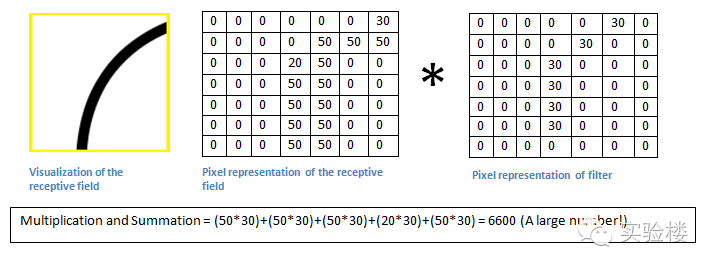 0 0 0 0 0 0 30
0 0 0 0 50 50 50
0 0 0 20 50 0 0
0 0 0 50 50 0 0
0 0 0 50 50 0 0
0 0 0 50 50 0 0
0 0 0 50 50 0 0
*
0 0 0 0 0 30 0
0 0 0 0 30 0 0
0 0 0 30 0 0 0
0 0 0 30 0 0 0
0 0 0 30 0 0 0
0 0 0 30 0 0 0
0 0 0 0 0 0 0
Visualization of the
receptive field
Pixel representation of the receptive
field
Pixel representation of filter
Multiplication and Summation = (50*30)+(50*30)+(50*30)+(20*30)+(50*30) = 6600 (A large number!)
实验楼